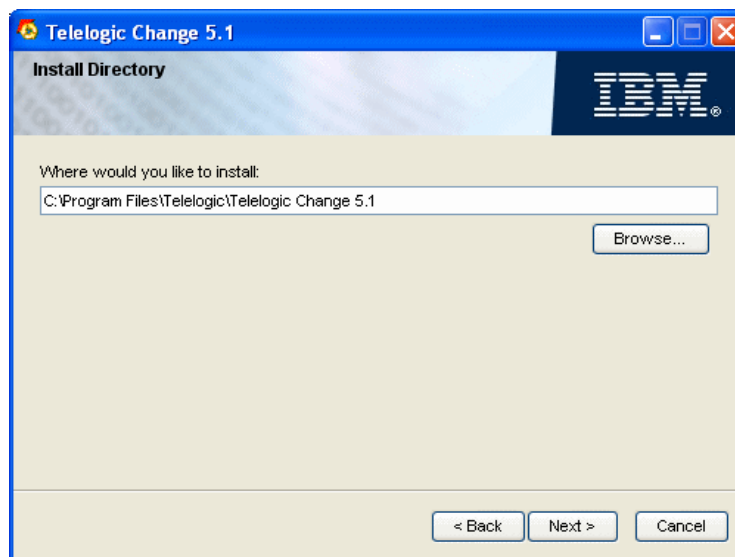 Telelogic Change 5.1
Install Directory
IBM®
Where would you like to install:
C:\Program Files\Telelogic\Telelogic Change 5.1
Browse...
< Back
Next >
Cancel